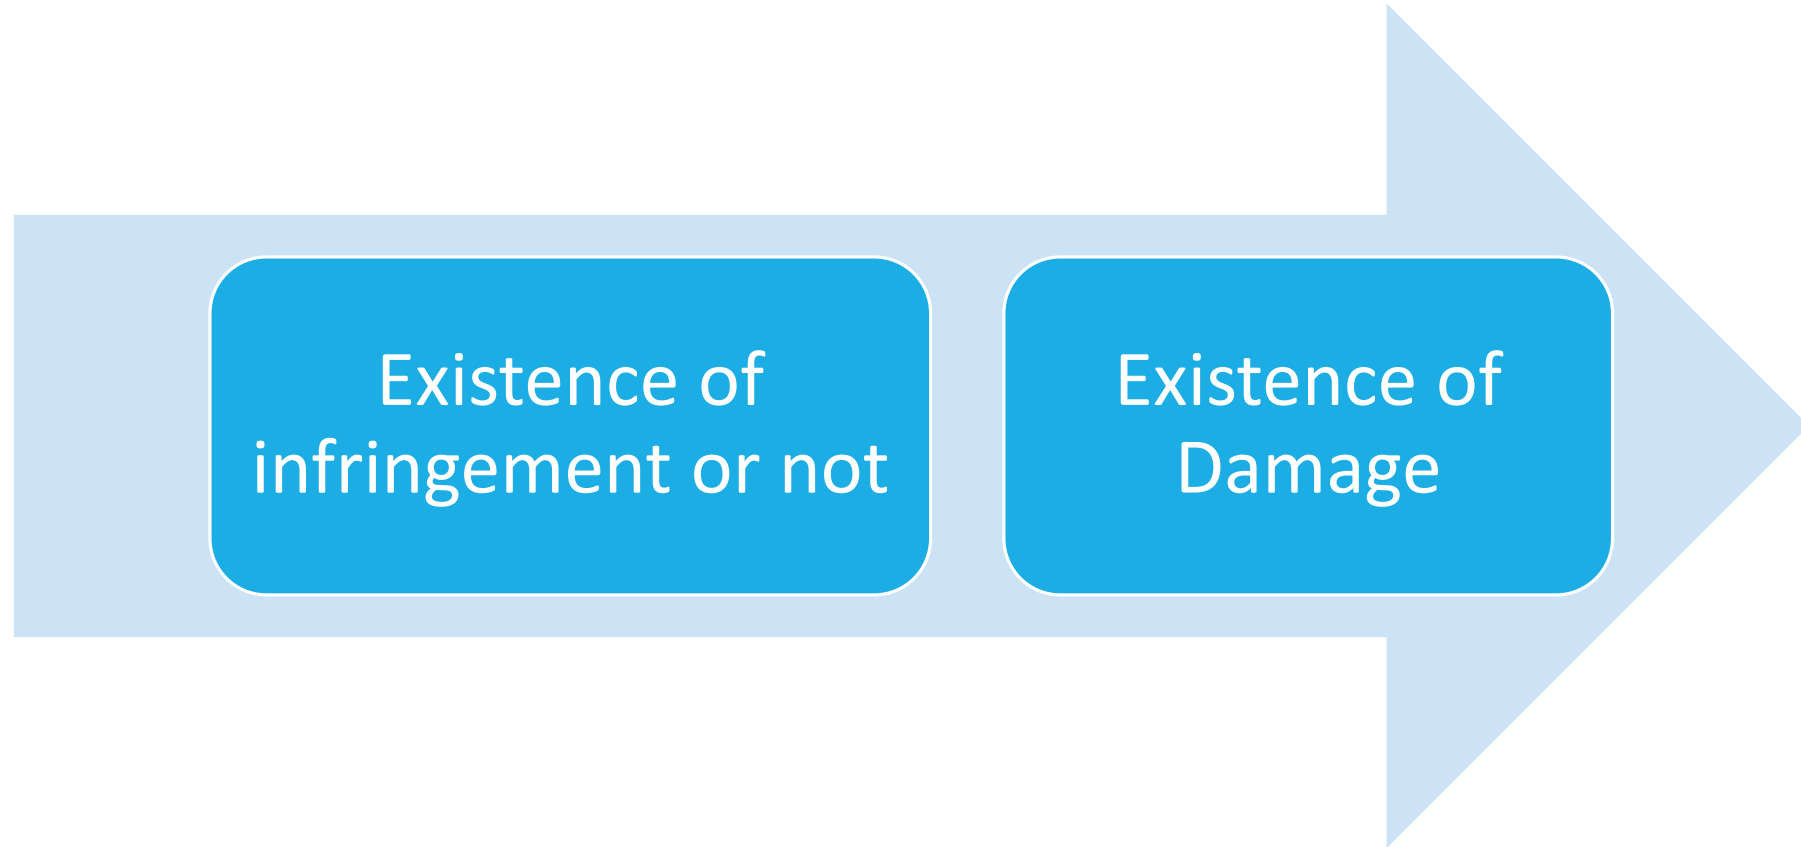 Existence of
infringement or not
Existence of
Damage